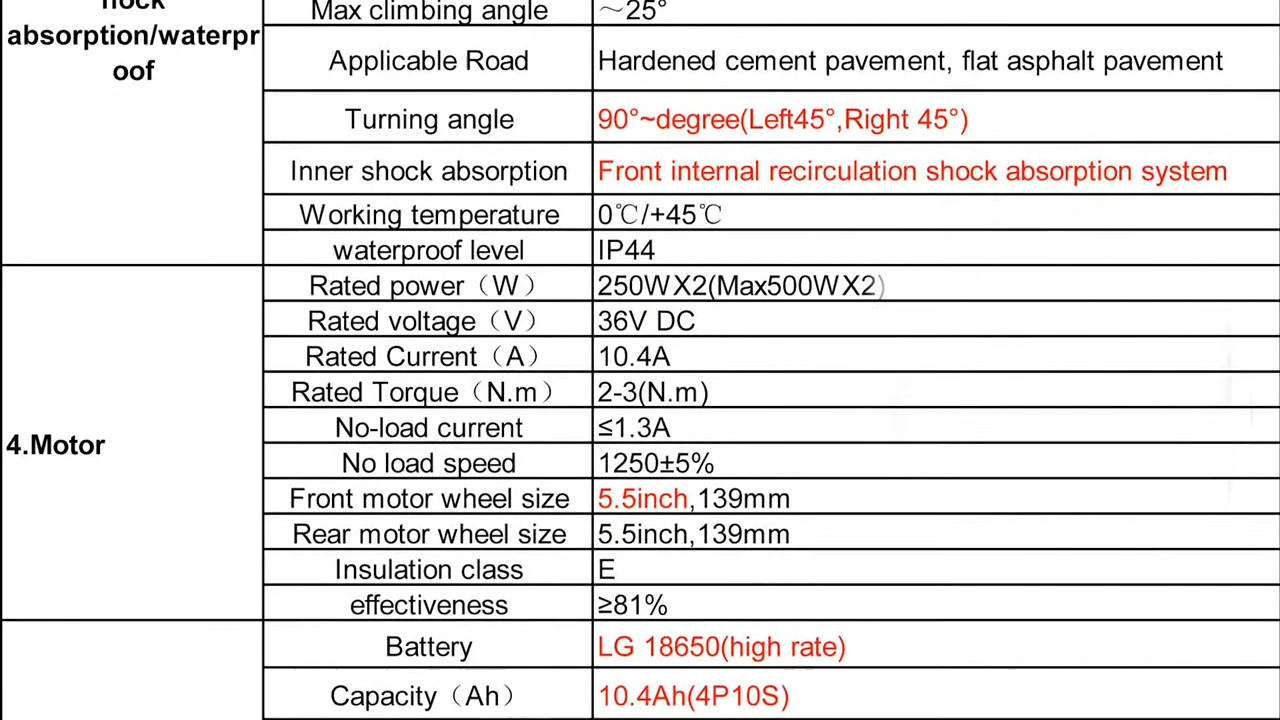 hock
absorption/waterpr
oof
Max climbing angle ～25°
Applicable Road Hardened cement pavement, flat asphalt pavement
Turning angle 90°~degree(Left45°,Right 45°)
Inner shock absorption Front internal recirculation shock absorption system
Working temperature 0℃/+45℃
waterproof level IP44
4.Motor
Rated power（W） 250WX2(Max500WX2)
Rated voltage（V） 36V DC
Rated Current（A） 10.4A
Rated Torque（N.m） 2-3(N.m)
No-load current ≤1.3A
No load speed 1250±5%
Front motor wheel size 5.5inch,139mm
Rear motor wheel size 5.5inch,139mm
Insulation class E
effectiveness ≥81%
Battery LG 18650(high rate)
Capacity（Ah） 10.4Ah(4P10S)